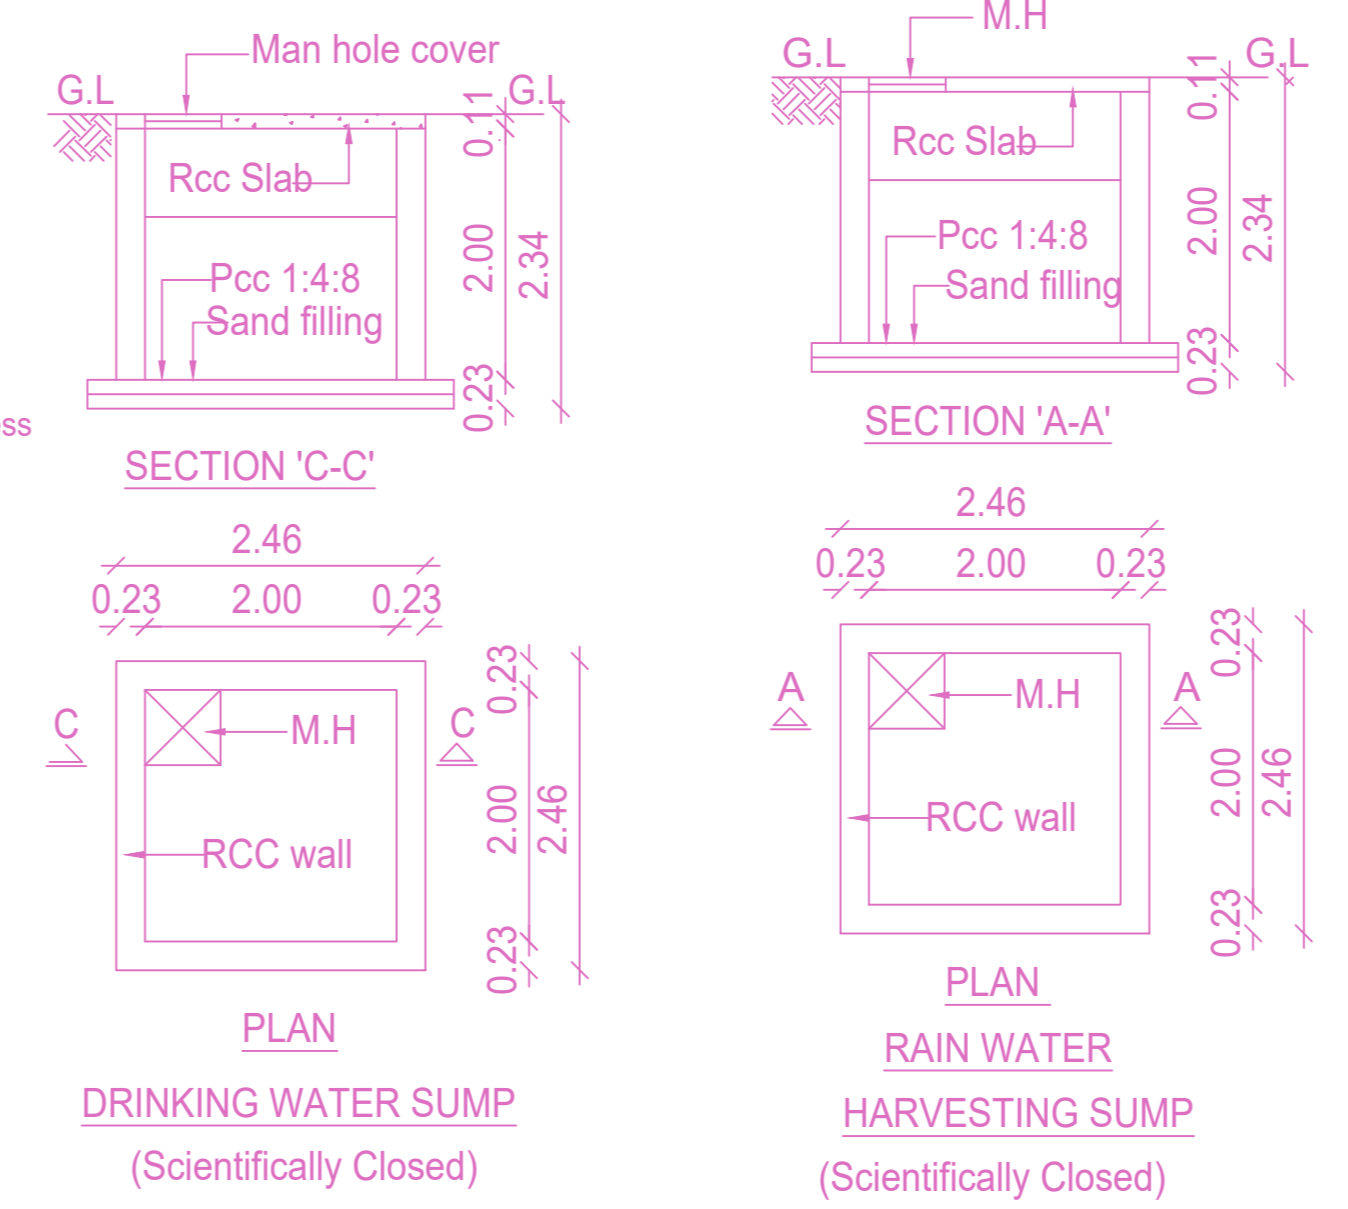 Man hole cover
G.L
G.L
0.11
Rcc Slab
2.00
2.34
Pcc 1:4:8
Sand filling
0.23
ss
SECTION 'C-C'
2.46
0.23 2.00 0.23
0.23
C
M.H
C
2.00
2.46
RCC wall
0.23
PLAN
DRINKING WATER SUMP
(Scientifically Closed)
M.H
G.L
G.L
0.11
Rcc Slab
2.00
2.34
Pcc 1:4:8
Sand filling
0.23
SECTION 'A-A'
2.46
0.23 2.00 0.23
0.23
A
M.H
A
2.00
2.46
RCC wall
0.23
PLAN
RAIN WATER
HARVESTING SUMP
(Scientifically Closed)